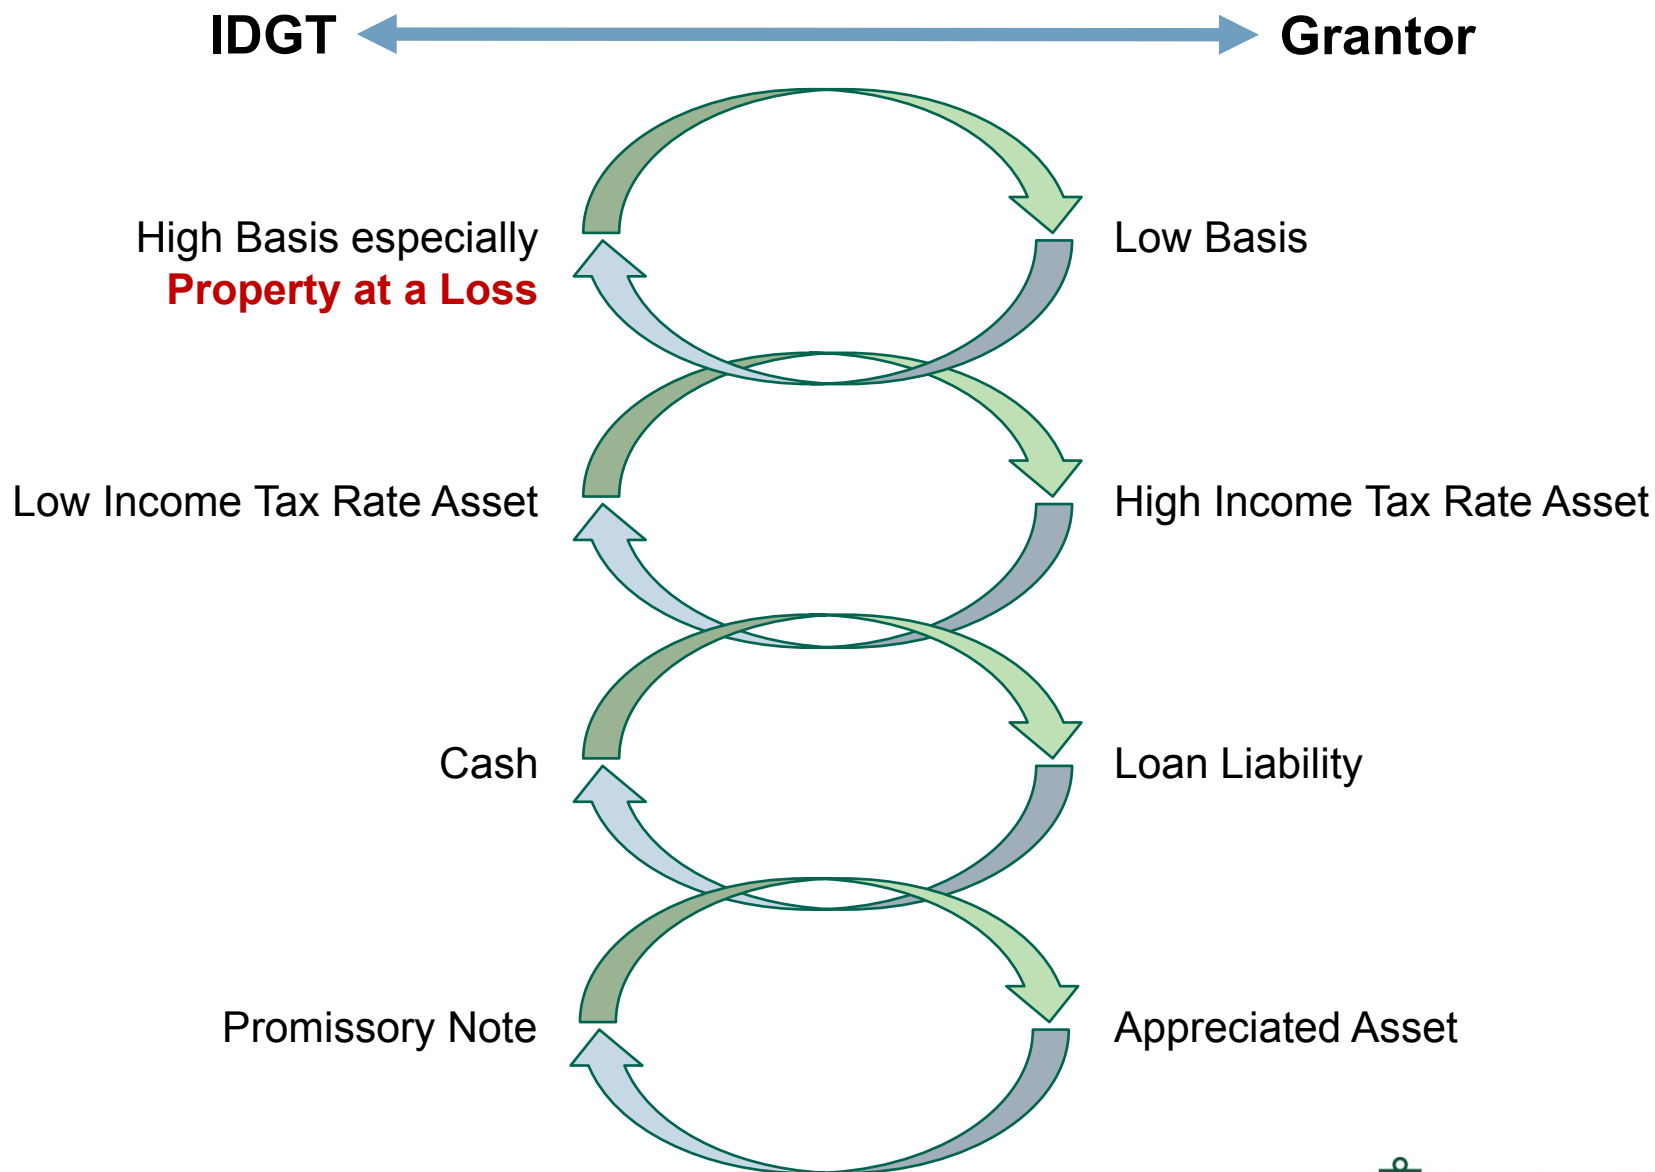 IDGT Grantor
High Basis especially
Property at a Loss
Low Basis
Low Income Tax Rate Asset
High Income Tax Rate Asset
Cash
Loan Liability
Promissory Note
Appreciated Asset